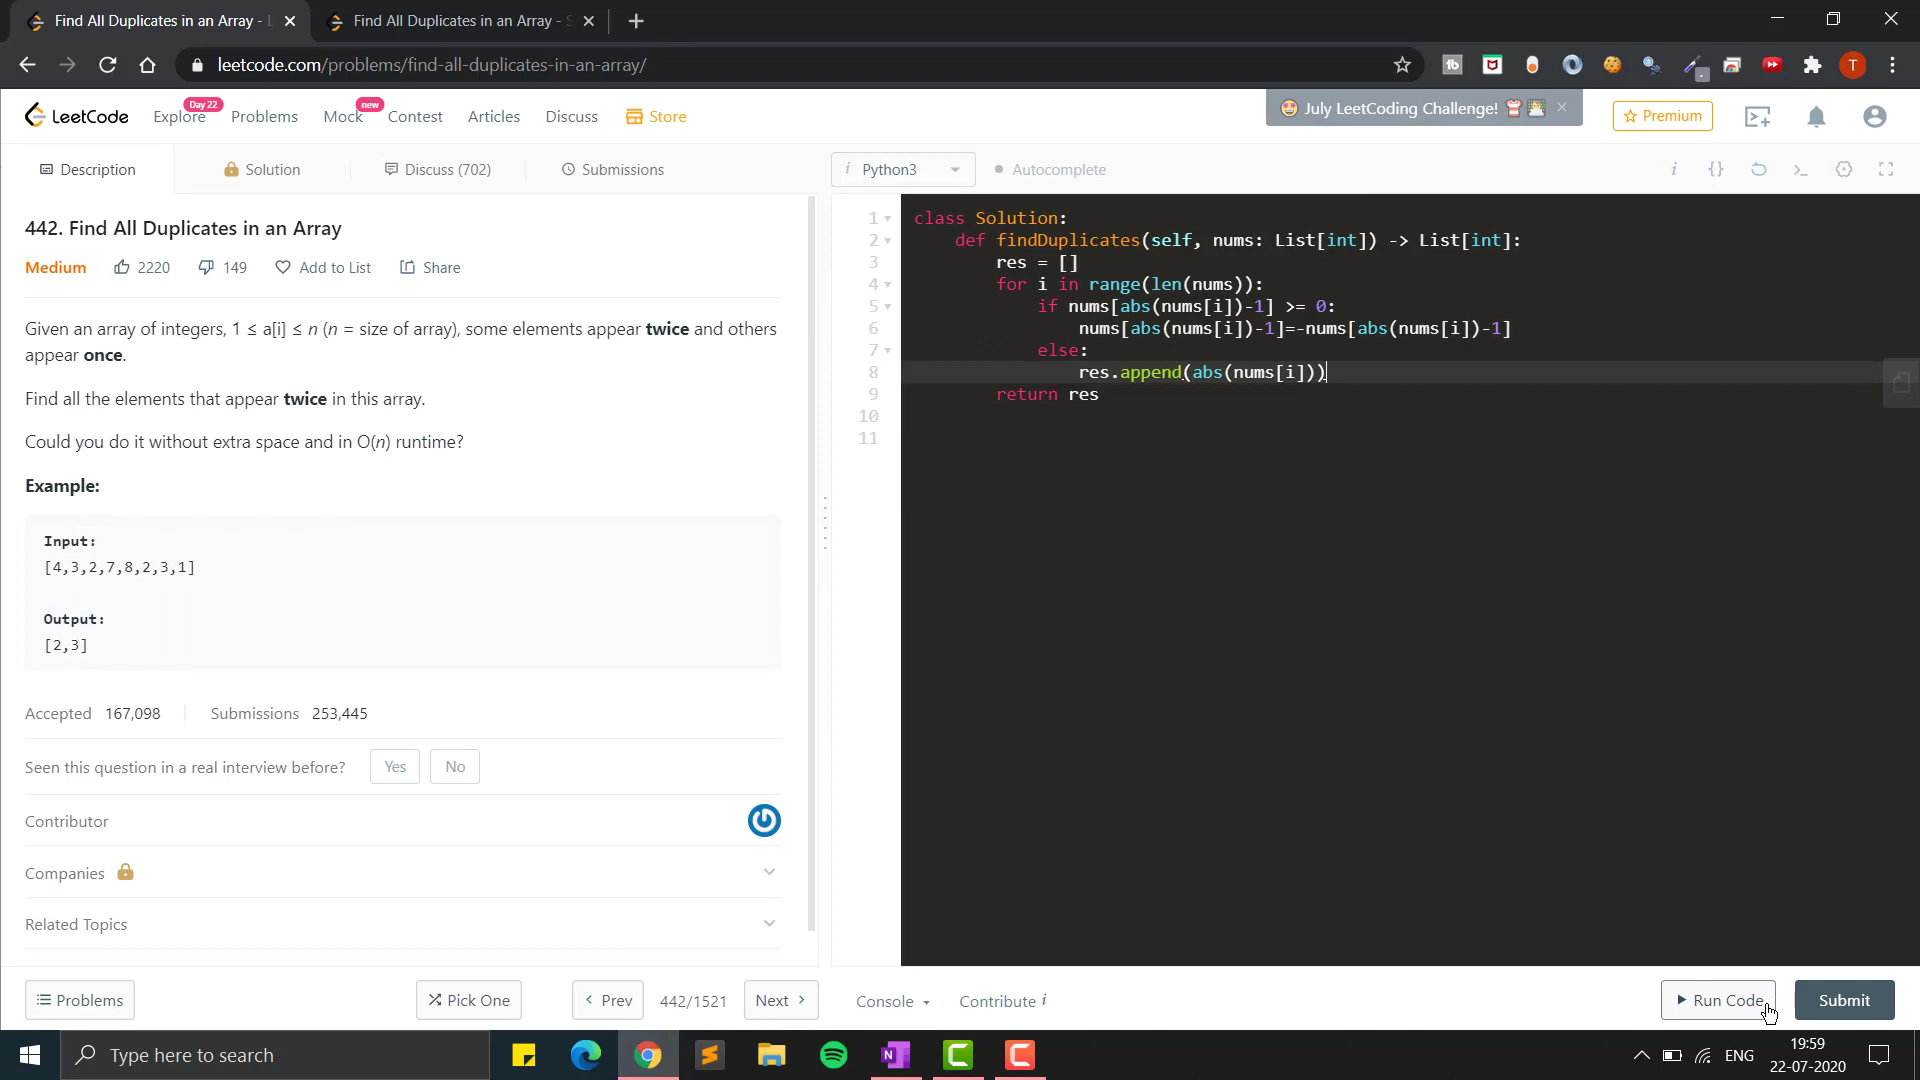 Find All Duplicates in an Array - L
Find All Duplicates in an Array - S
leetcode.com/problems/find-all-duplicates-in-an-array/
T
LeetCode
Explore
Day 22
Problems
Mock
new
Contest
Articles
Discuss
Store
July LeetCoding Challenge!
Premium
Description
Solution
Discuss (702)
Submissions
i Python3
Autocomplete
442. Find All Duplicates in an Array
Medium
2220
149
Add to List
Share
Given an array of integers, 1 ≤ a[i] ≤ n (n = size of array), some elements appear twice and others
appear once.
Find all the elements that appear twice in this array.
Could you do it without extra space and in O(n) runtime?
Example:
Input:
[4,3,2,7,8,2,3,1]
Output:
[2,3]
Accepted 167,098
Submissions 253,445
Seen this question in a real interview before?
Yes
No
Contributor
Companies
Related Topics
1 class Solution:
2     def findDuplicates(self, nums: List[int]) -> List[int]:
3         res = []
4         for i in range(len(nums)):
5             if nums[abs(nums[i])-1] >= 0:
6                 nums[abs(nums[i])-1]=-nums[abs(nums[i])-1]
7             else:
8                 res.append(abs(nums[i]))
9         return res
10
11
Problems
Pick One
Prev
442/1521
Next
Console
Contribute i
Run Code
Submit
Type here to search
ENG
19:59
22-07-2020